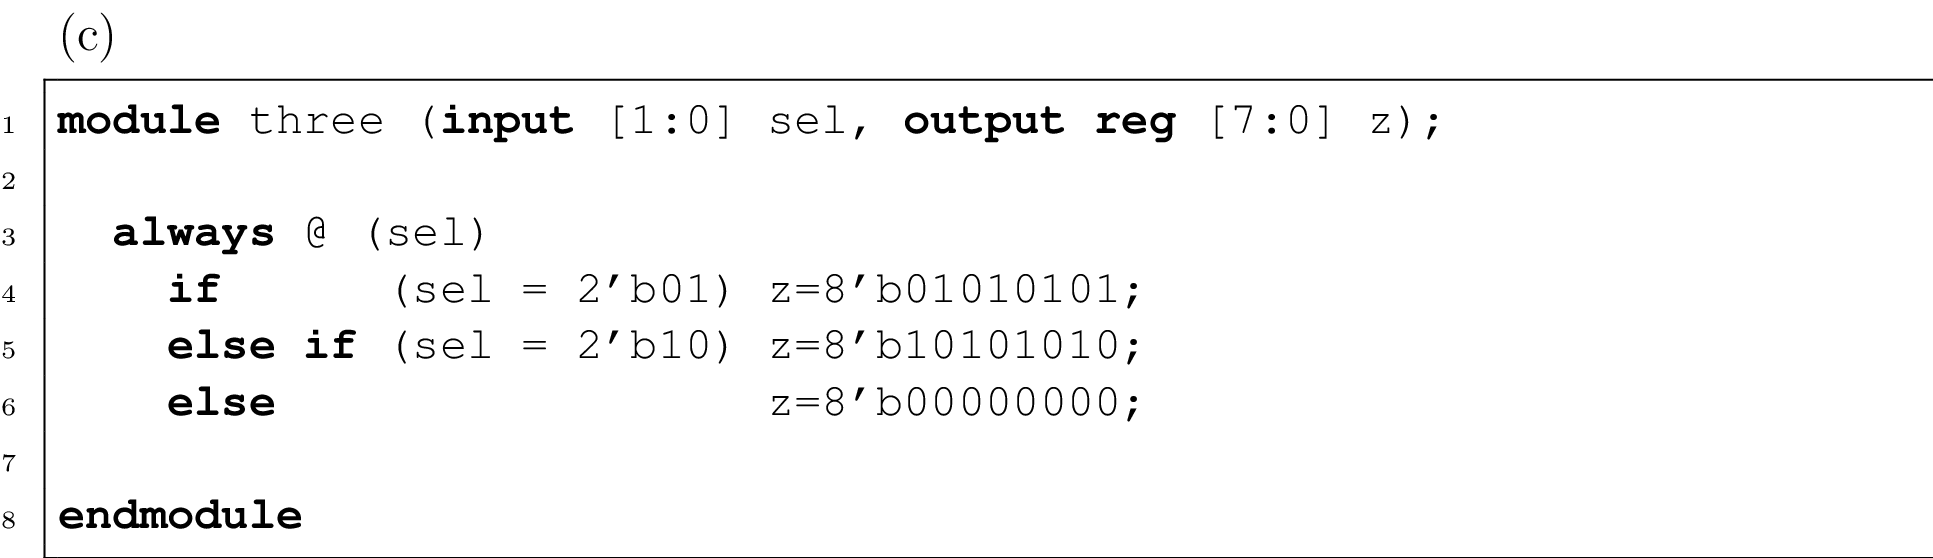 (c)
1 module three (input [1:0] sel, output reg [7:0] z);
2
3 always @ (sel)
4 if (sel = 2’b01) z=8’b01010101;
5 else if (sel = 2’b10) z=8’b10101010;
6 else z=8’b00000000;
7
8 endmodule